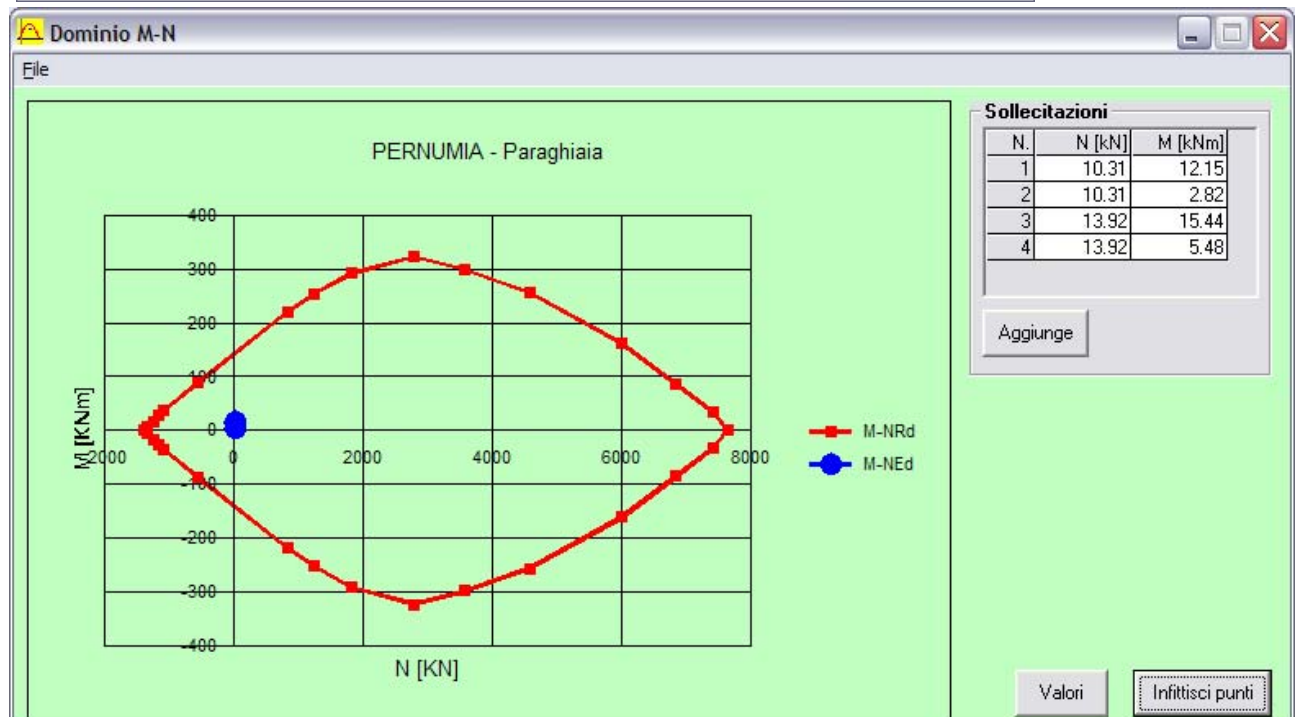 Dominio M-N
File
PERNUMIA - Paraghiaia
400
300
200
100
0
-100
-200
-300
-400
M [KNm]
-2000 0 2000 4000 6000 8000
N [KN]
M-NRd
M-NEd
Sollecitazioni
N. N [kN] M [kNm]
1 10.31 12.15
2 10.31 2.82
3 13.92 15.44
4 13.92 5.48
Aggiunge
Valori
Infittisci punti